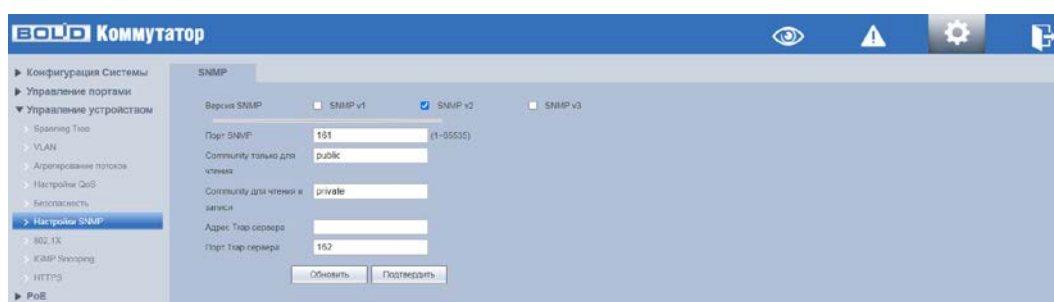 BOLID Коммутатор
Конфигурация Системы
Управление портами
Управление устройством
Spanning Tree
VLAN
Агрегирование потоков
Настройки QoS
Безопасность
Настройки SNMP
802.1X
IGMP Snooping
HTTPS
PoE
SNMP
Версия SNMP SNMP v1 SNMP v2 SNMP v3
Порт SNMP 161 (1~65535)
Community только для public
чтения
Community для чтения и private
записи
Адрес Trap сервера
Порт Trap сервера 162
Обновить Подтвердить